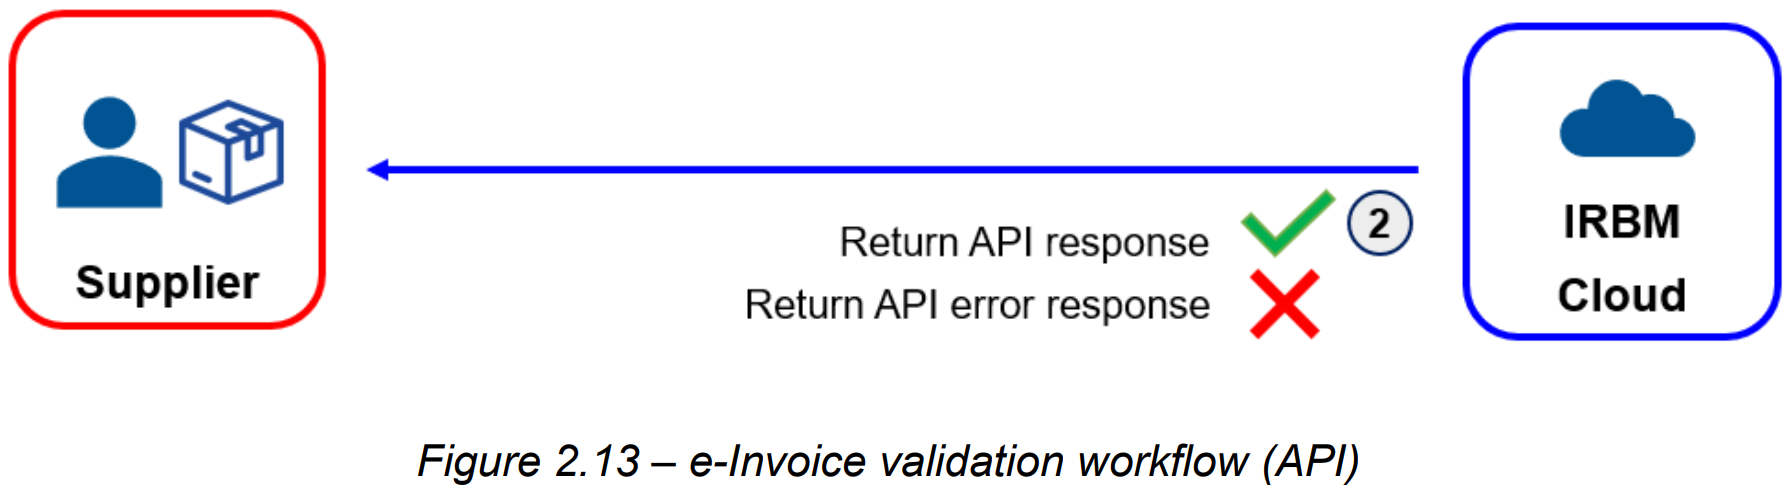 Supplier
Return API response
Return API error response
2
IRBM
Cloud
Figure 2.13 – e-Invoice validation workflow (API)